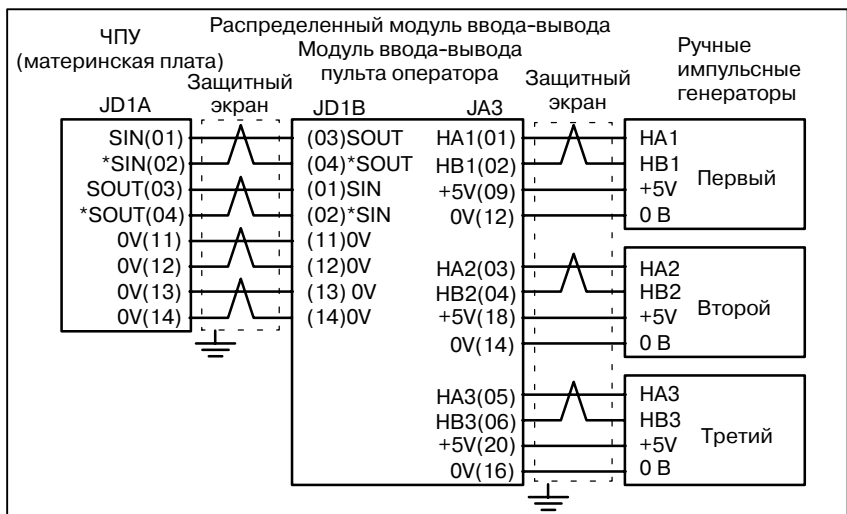 ЧПУ
(материнская плата)
Распределенный модуль ввода-вывода
Модуль ввода-вывода
пульта оператора
Защитный
экран
Защитный
экран
Ручные
импульсные
генераторы
JD1A
JD1B
JA3
SIN(01)
*SIN(02)
SOUT(03)
*SOUT(04)
0V(11)
0V(12)
0V(13)
0V(14)
(03)SOUT
(04)*SOUT
(01)SIN
(02)*SIN
(11)0V
(12)0V
(13) 0V
(14)0V
HA1(01)
HB1(02)
+5V(09)
0V(12)
HA2(03)
HB2(04)
+5V(18)
0V(14)
HA3(05)
HB3(06)
+5V(20)
0V(16)
HA1
HB1
+5V
0 В
Первый
HA2
HB2
+5V
0 В
Второй
HA3
HB3
+5V
0 В
Третий